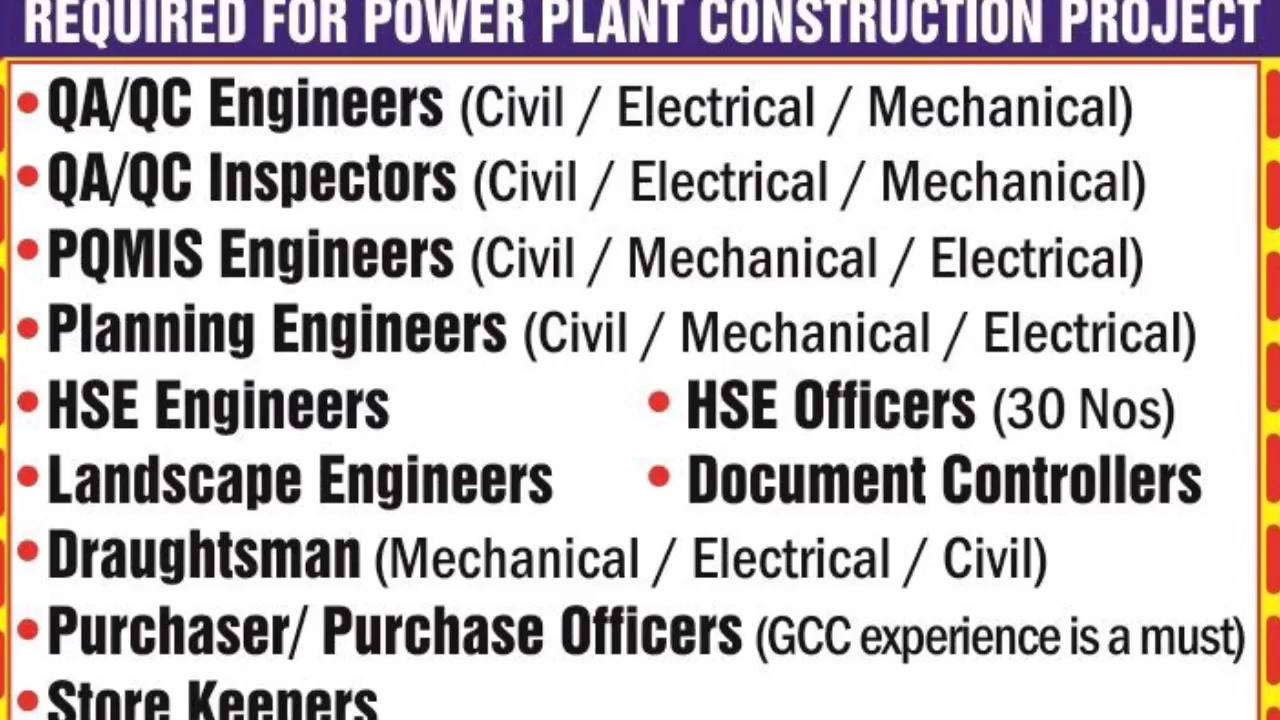 REQUIRED FOR POWER PLANT CONSTRUCTION PROJECT
• QA/QC Engineers (Civil / Electrical / Mechanical)
• QA/QC Inspectors (Civil / Electrical / Mechanical)
• PQMIS Engineers (Civil / Mechanical / Electrical)
• Planning Engineers (Civil / Mechanical / Electrical)
• HSE Engineers • HSE Officers (30 Nos)
• Landscape Engineers • Document Controllers
• Draughtsman (Mechanical / Electrical / Civil)
• Purchaser/ Purchase Officers (GCC experience is a must)
• Store Keepers